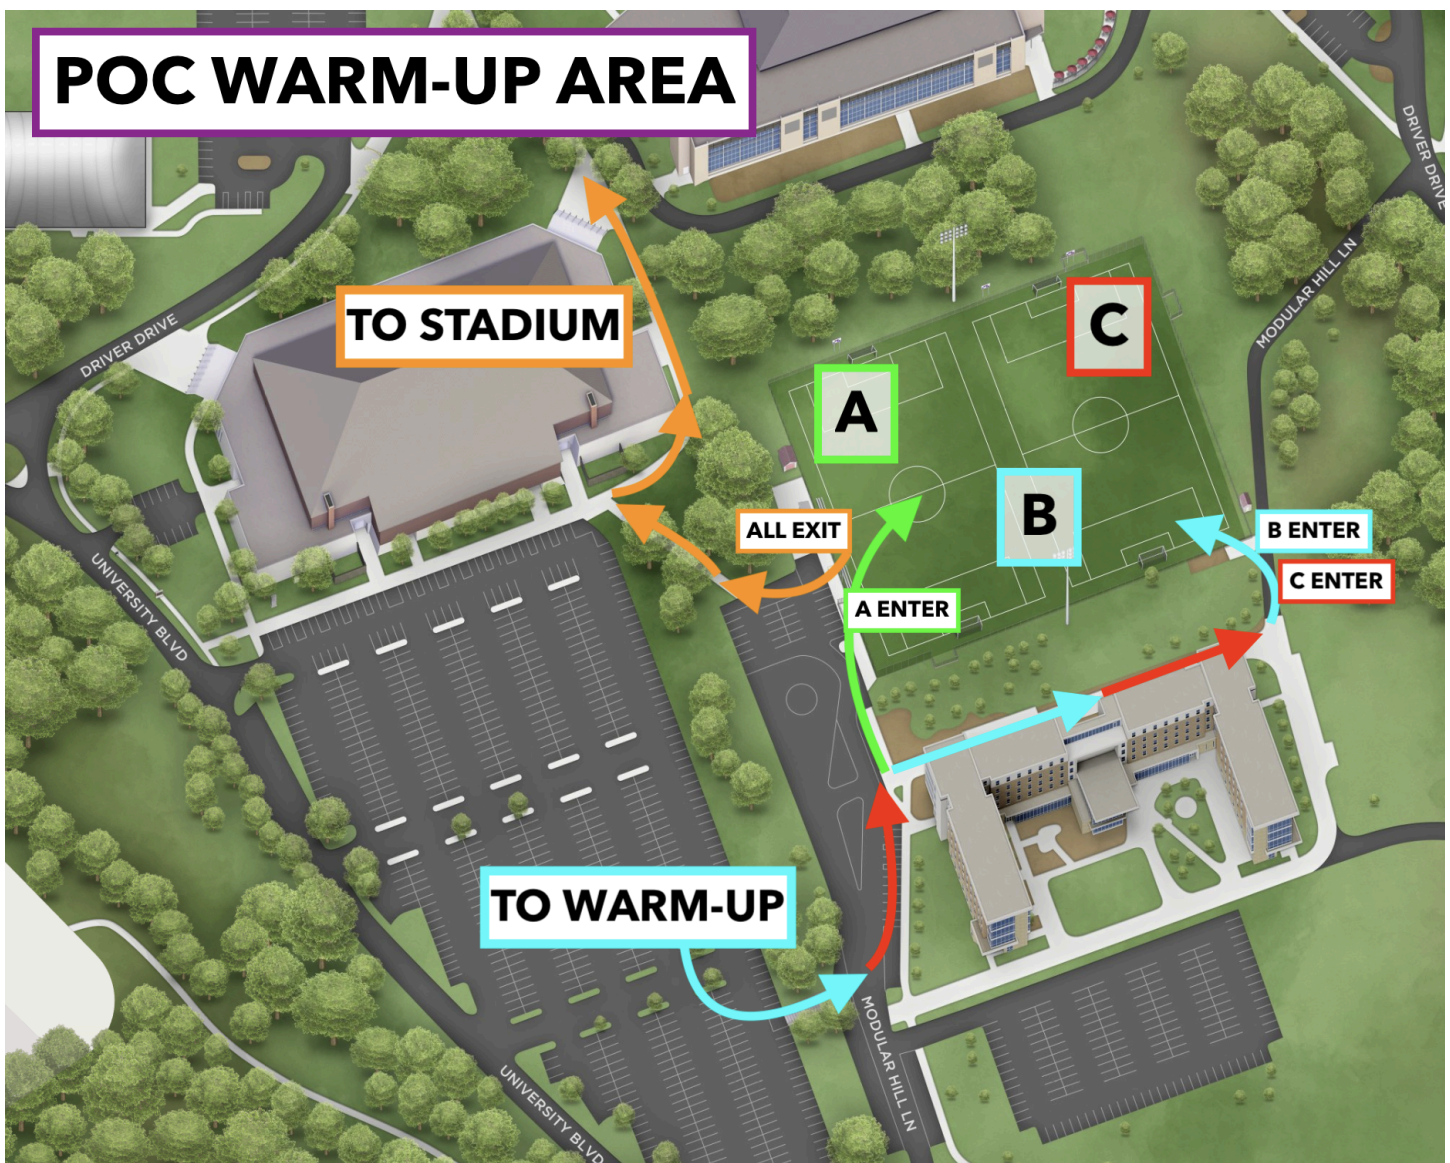 POC WARM-UP AREA
DRIVER DRIVE
MODULAR HILL LN
TO STADIUM
DRIVER DRIVE
C
A
B
ALL EXIT
B ENTER
C ENTER
A ENTER
UNIVERSITY BLVD
TO WARM-UP
MODULAR HILL LN
UNIVERSITY BLVD